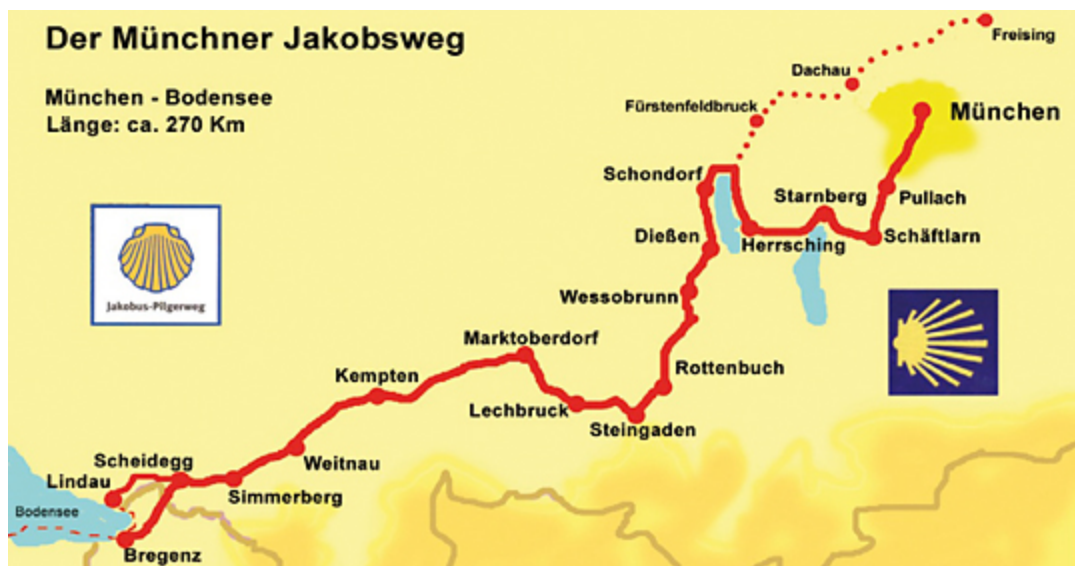 Der Münchner Jakobsweg
München - Bodensee
Länge: ca. 270 Km
Freising
Dachau
Fürstenfeldbruck
München
Schondorf
Starnberg
Pullach
Dießen
Herrsching
Schäftlarn
Jakobus-Pilgerweg
Wessobrunn
Marktoberdorf
Rottenbuch
Kempten
Lechbruck
Steingaden
Scheidegg
Weitnau
Lindau
Simmerberg
Bodensee
Bregenz